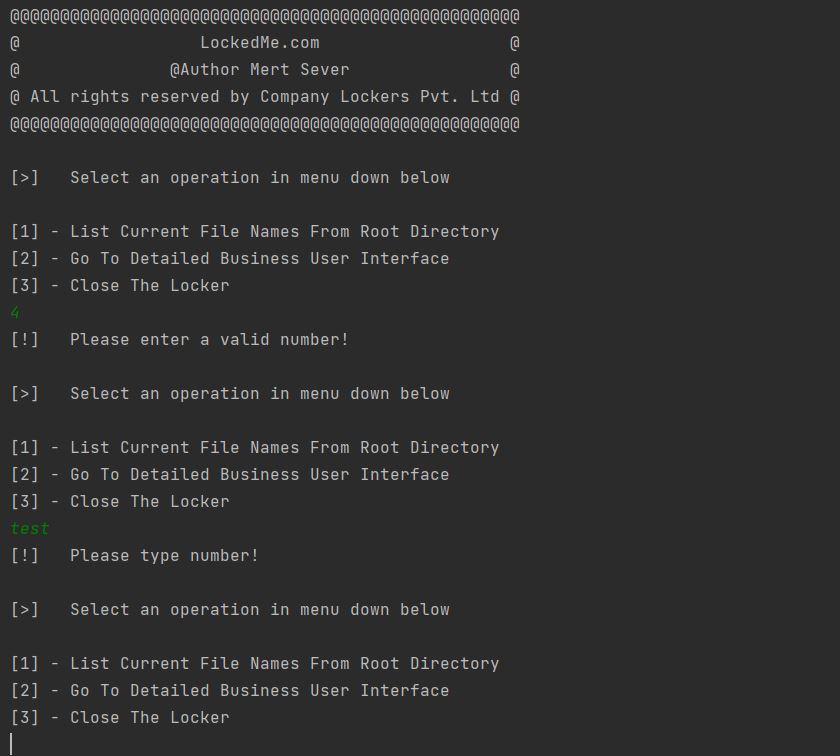 @@@@@@@@@@@@@@@@@@@@@@@@@@@@@@@@@@@@@@@@@@@@@@@@@@@
@                  LockedMe.com                   @
@               @Author Mert Sever                @
@ All rights reserved by Company Lockers Pvt. Ltd @
@@@@@@@@@@@@@@@@@@@@@@@@@@@@@@@@@@@@@@@@@@@@@@@@@@@
[>]   Select an operation in menu down below
[1] - List Current File Names From Root Directory
[2] - Go To Detailed Business User Interface
[3] - Close The Locker
4
[!]   Please enter a valid number!
[>]   Select an operation in menu down below
[1] - List Current File Names From Root Directory
[2] - Go To Detailed Business User Interface
[3] - Close The Locker
test
[!]   Please type number!
[>]   Select an operation in menu down below
[1] - List Current File Names From Root Directory
[2] - Go To Detailed Business User Interface
[3] - Close The Locker